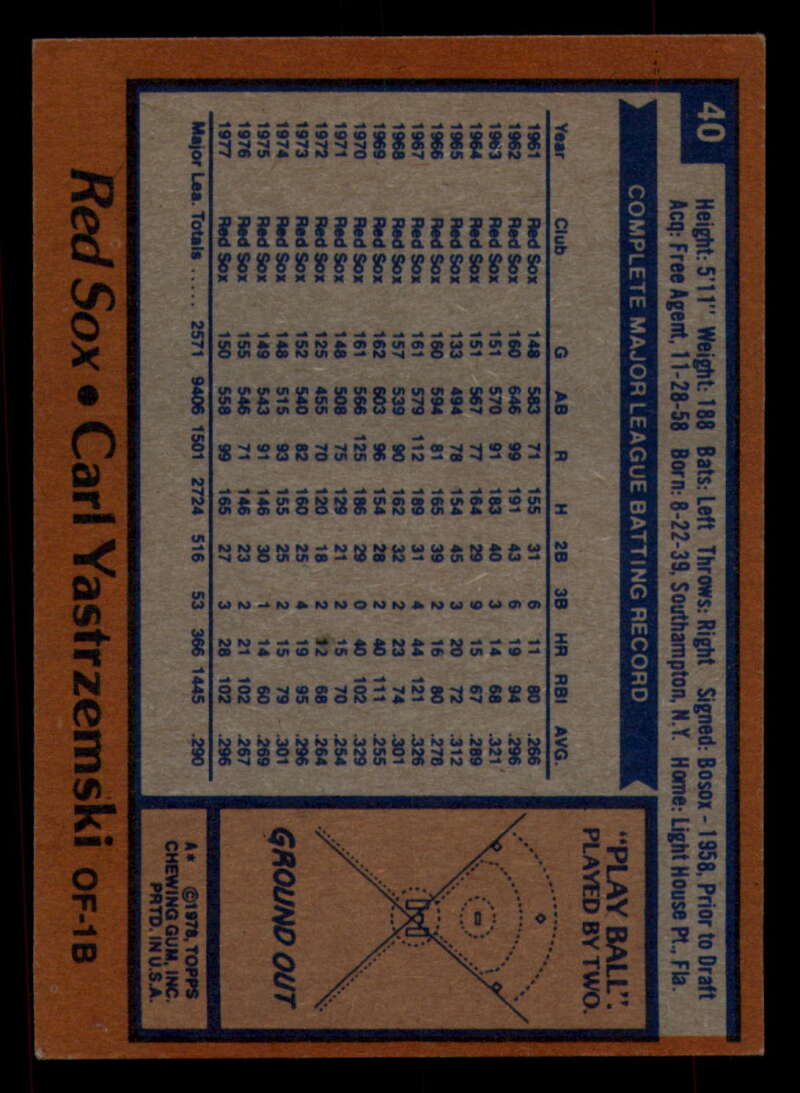 40
Height: 5'11" Weight: 188 Bats: Left Throws: Right Signed: Bosox - 1958, Prior to Draft
Acq: Free Agent, 11-28-58 Born: 8-22-39, Southampton, N.Y. Home: Light House Pt., Fla.
COMPLETE MAJOR LEAGUE BATTING RECORD
Year Club G AB R H 2B 3B HR RBI AVG.
1961 Red Sox 148 583 71 155 31 6 11 80 .266
1962 Red Sox 160 646 99 191 43 6 19 94 .296
1963 Red Sox 151 570 91 183 40 3 14 68 .321
1964 Red Sox 151 567 77 164 29 9 15 67 .289
1965 Red Sox 133 494 78 154 45 3 20 72 .312
1966 Red Sox 160 594 81 165 39 2 16 80 .278
1967 Red Sox 161 579 112 189 31 4 44 121 .326
1968 Red Sox 157 539 90 162 32 2 23 74 .301
1969 Red Sox 162 603 96 154 28 2 40 111 .255
1970 Red Sox 161 566 125 186 29 0 40 102 .329
1971 Red Sox 148 508 75 129 21 2 15 70 .254
1972 Red Sox 125 455 70 120 18 2 12 68 .264
1973 Red Sox 152 540 82 160 25 4 19 95 .296
1974 Red Sox 148 515 93 155 25 2 15 79 .301
1975 Red Sox 149 543 91 146 30 1 14 60 .269
1976 Red Sox 155 546 71 146 23 2 21 102 .267
1977 Red Sox 150 558 99 165 27 3 28 102 .296
Major Lea. Totals ..... 2571 9406 1501 2724 516 53 366 1445 .290
"PLAY BALL".
PLAYED BY TWO.
GROUND OUT
A* ©1978, TOPPS
CHEWING GUM, INC.
PRTD. IN U.S.A.
Red Sox • Carl Yastrzemski OF-1B